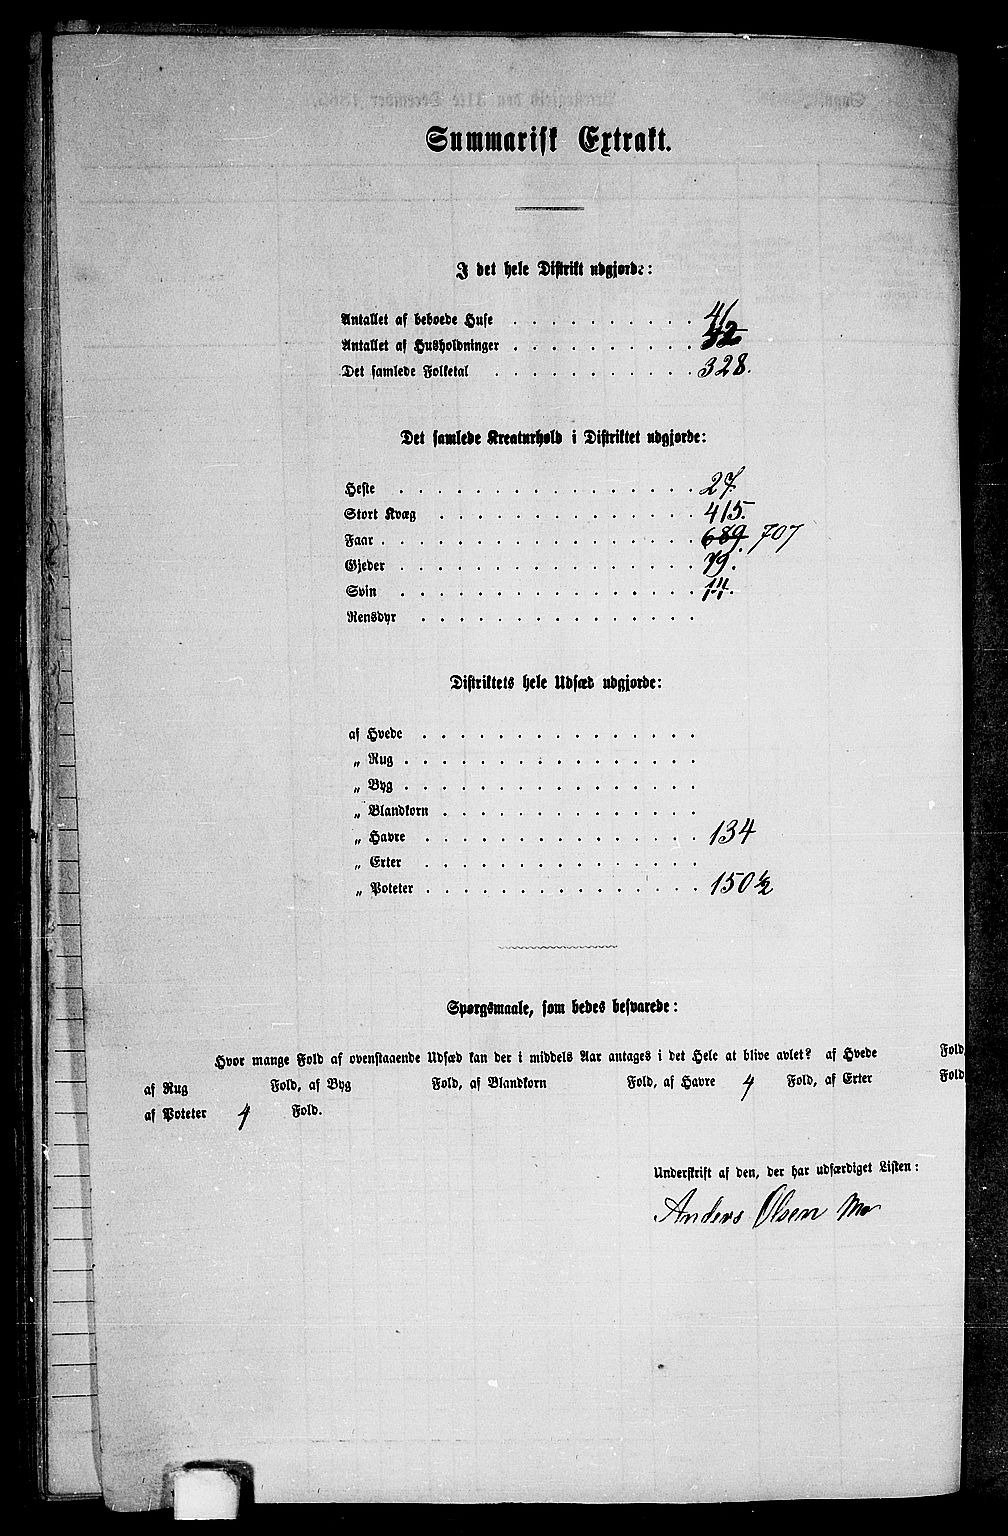 Summarisk Extrakt.
I det hele Distrikt udgjorde:
Antallet af beboede Huse . . . . . . . . . . 41
Antallet af Husholdninger . . . . . . . . . . 52
Det samlede Folketal . . . . . . . . . . . 328.
Det samlede Kreaturhold i Distriktet udgjorde:
Heste . . . . . . . . . . . . . . . . 27.
Stort Kvæg . . . . . . . . . . . . . . 415.
Faar . . . . . . . . . . . . . . . . . 689. 707
Gjeder . . . . . . . . . . . . . . . . 79.
Svin . . . . . . . . . . . . . . . . 14.
Rensdyr . . . . . . . . . . . . . . .
Distriktets hele Udsæd udgjorde:
af Hvede . . . . . . . . . . . . . . .
„ Rug . . . . . . . . . . . . . . . .
„ Byg . . . . . . . . . . . . . . . .
„ Blandkorn . . . . . . . . . . . . . .
„ Havre . . . . . . . . . . . . . . . 134
„ Erter . . . . . . . . . . . . . . .
„ Poteter . . . . . . . . . . . . . . . 150 1/2
Spørgsmaale, som bedes besvarede:
Hvor mange Fold af ovenstaaende Udsæd kan der i middels Aar antages i det Hele at blive avlet? af Hvede Fold,
af Rug Fold, af Byg Fold, af Blandkorn Fold, af Havre 4 Fold, af Erter Fold
af Poteter 4 Fold.
Underskrift af den, der har udfærdiget Listen:
Anders Olsen Mo